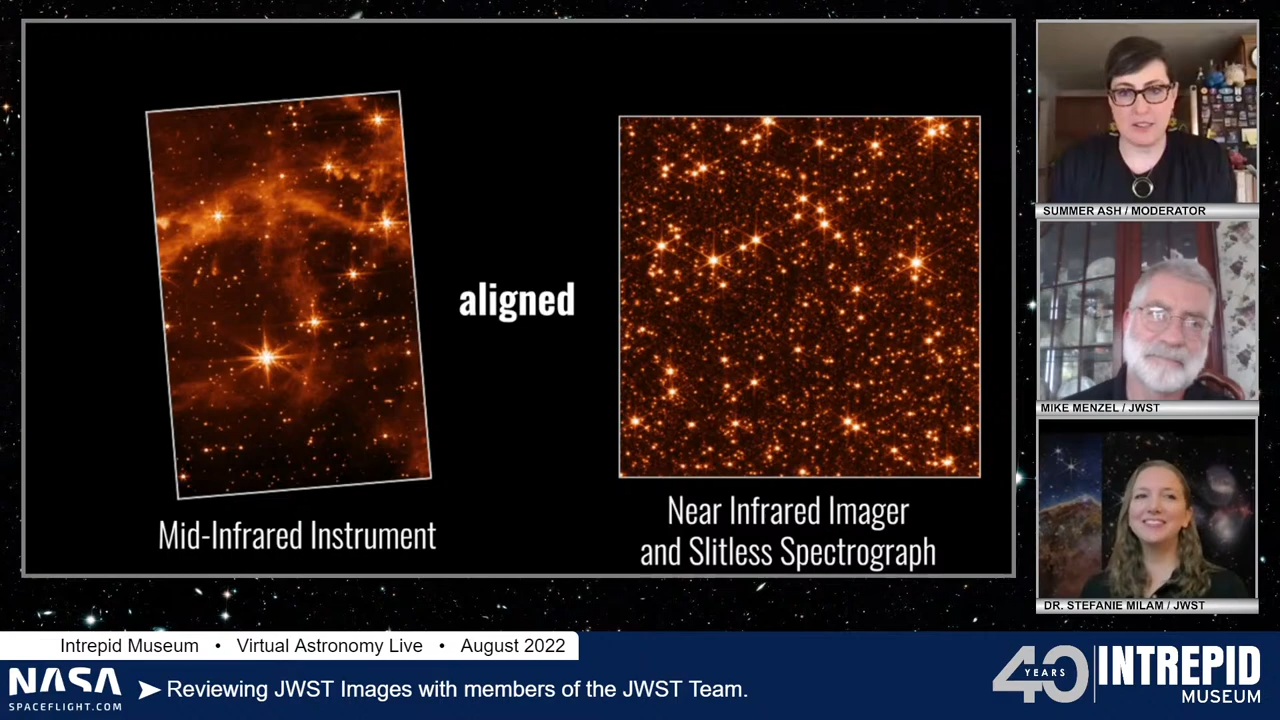 aligned
Mid-Infrared Instrument
Near Infrared Imager
and Slitless Spectrograph
SUMMER ASH / MODERATOR
MIKE MENZEL / JWST
DR. STEFANIE MILAM / JWST
Intrepid Museum • Virtual Astronomy Live • August 2022
NASA
SPACEFLIGHT.COM
Reviewing JWST Images with members of the JWST Team.
40
YEARS
INTREPID
MUSEUM